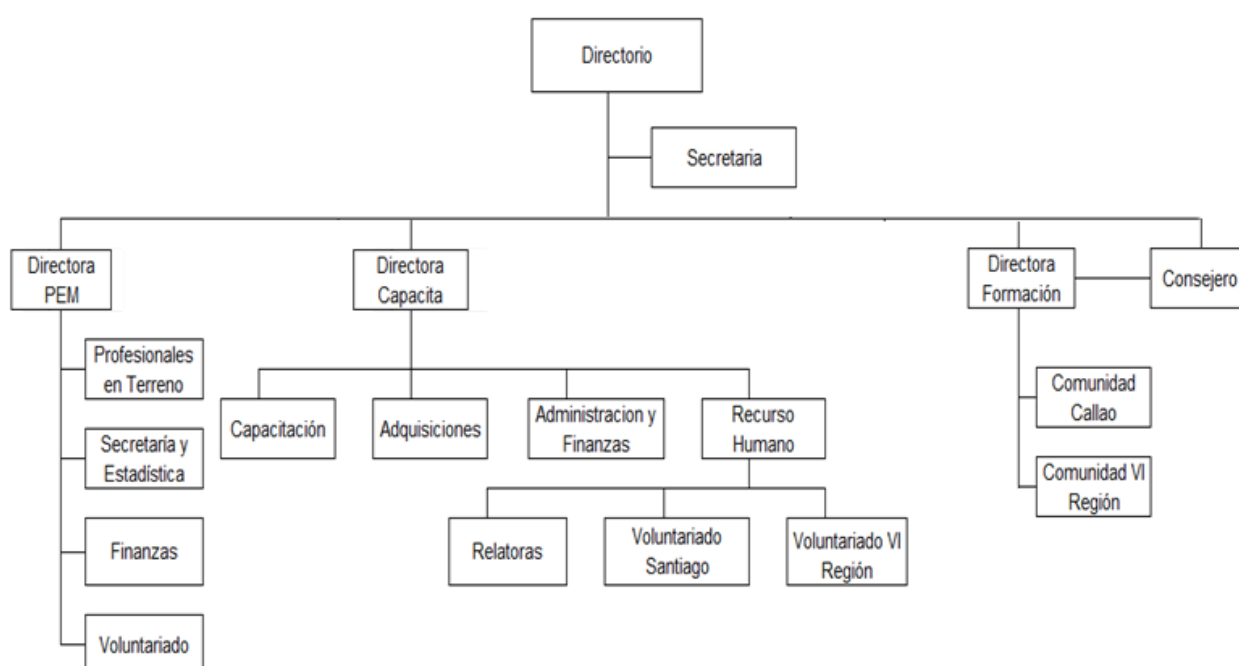 Directorio
Secretaria
Directora
PEM
Directora
Capacita
Directora
Formación
Consejero
Profesionales
en Terreno
Secretaría y
Estadística
Finanzas
Voluntariado
Capacitación
Adquisiciones
Administracion y
Finanzas
Recurso
Humano
Relatoras
Voluntariado
Santiago
Voluntariado VI
Región
Comunidad
Callao
Comunidad VI
Región